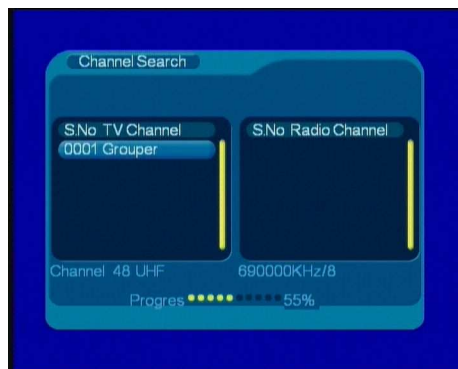 Channel Search
S.No TV Channel
S.No Radio Channel
0001 Grouper
Channel 48 UHF
690000KHz/8
Progres 55%